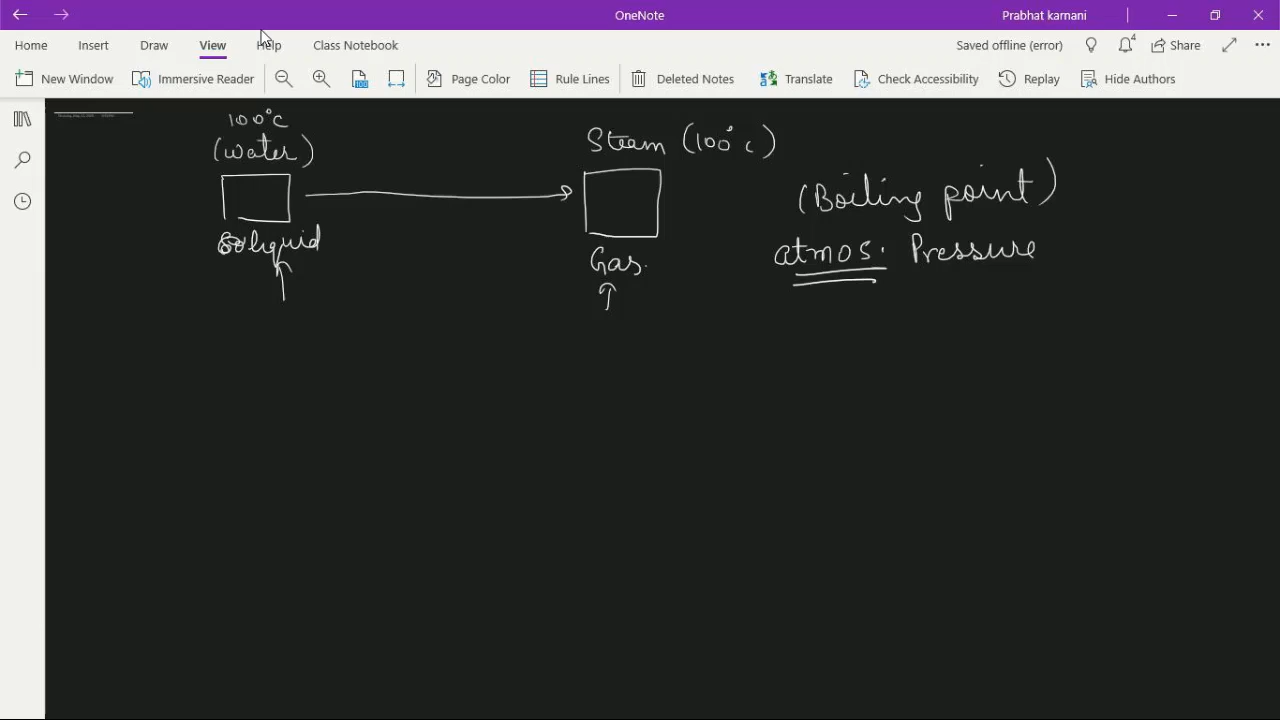 OneNote
Prabhat karnani
Home Insert Draw View Help Class Notebook Saved offline (error) 4 Share
New Window Immersive Reader Page Color Rule Lines Deleted Notes Translate Check Accessibility Replay Hide Authors
100°C
(water)
Steam (100°C)
(Boiling point)
liquid
Gas.
atmos. Pressure